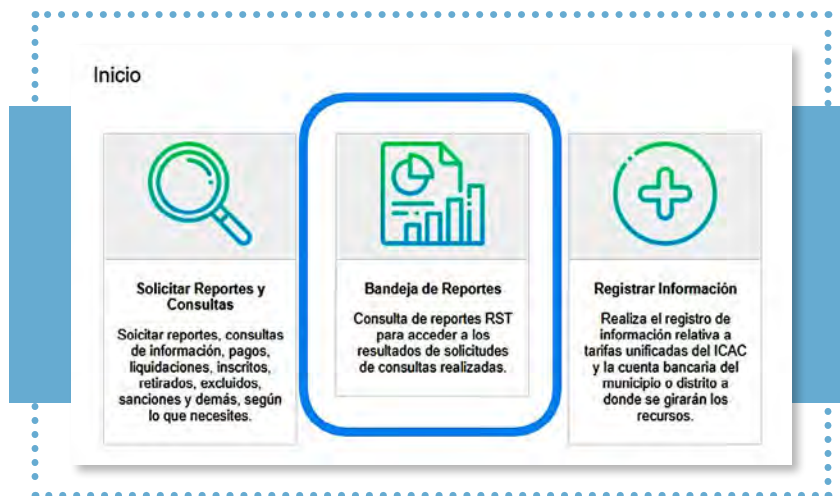 Inicio
Solicitar Reportes y
Consultas
Soicitar reportes, consultas
de información, pagos,
liquidaciones, inscritos,
retirados, excluidos,
sanciones y demás, según
lo que necesites.
Bandeja de Reportes
Consulta de reportes RST
para acceder a los
resultados de solicitudes
de consultas realizadas.
Registrar Información
Realiza el registro de
información relativa a
tarifas unificadas del ICAC
y la cuenta bancaria del
municipio o distrito a
donde se girarán los
recursos.